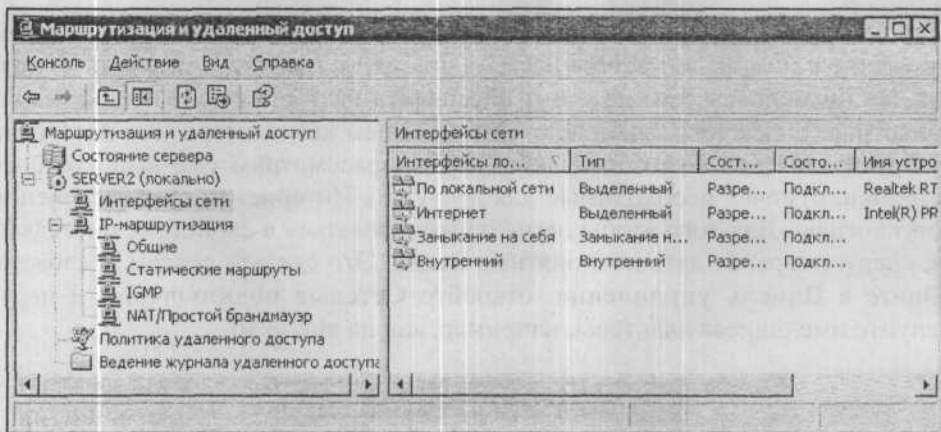 Маршрутизация и удаленный доступ
Консоль Действие Вид Справка
Маршрутизация и удаленный доступ
Состояние сервера
SERVER2 (локально)
Интерфейсы сети
IP-маршрутизация
Общие
Статические маршруты
IGMP
NAT/Простой брандмауэр
Политика удаленного доступа
Ведение журнала удаленного доступа
Интерфейсы сети
Интерфейсы ло... Тип Сост... Состо... Имя устро
По локальной сети Выделенный Разре... Подкл... Realtek RT
Интернет Выделенный Разре... Подкл... Intel(R) PR
Замыкание на себя Замыкание н... Разре... Подкл...
Внутренний Внутренний Разре... Подкл...